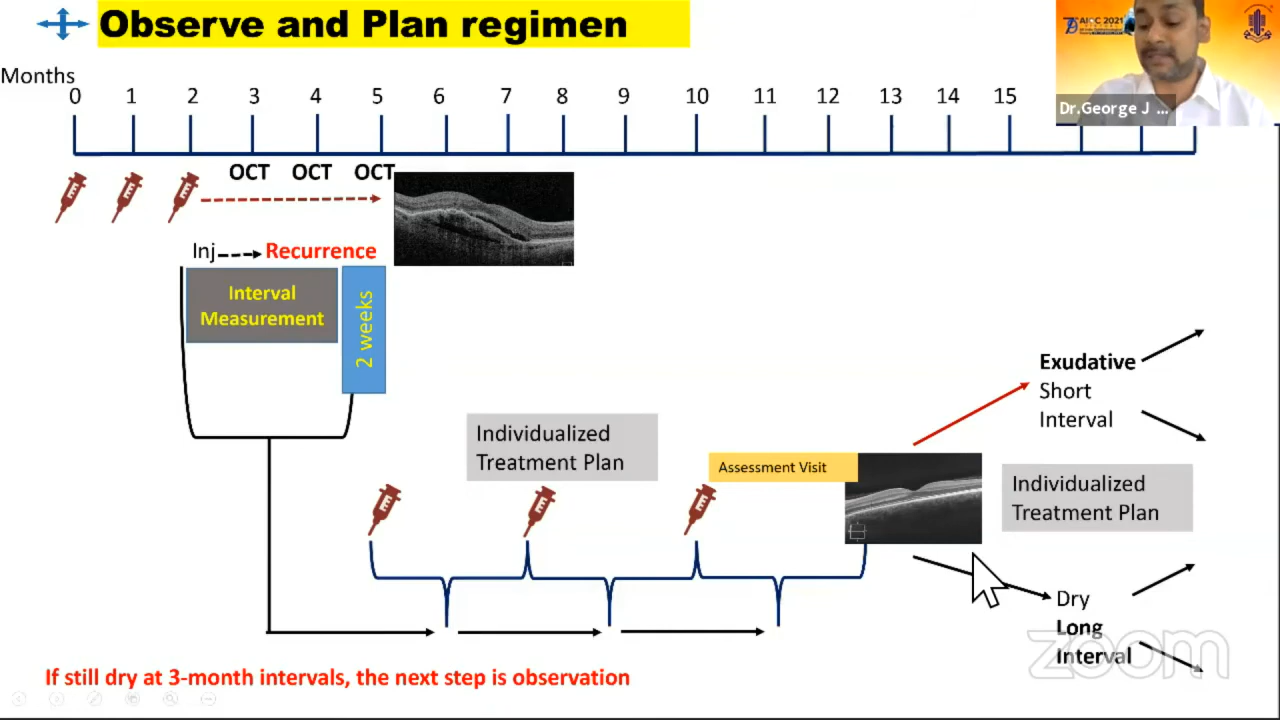 Observe and Plan regimen
AIOC 2021
Dr.George J ...
Months
0 1 2 3 4 5 6 7 8 9 10 11 12 13 14 15
OCT OCT OCT
Inj Recurrence
Interval
Measurement
2 weeks
Exudative
Short
Interval
Individualized
Treatment Plan
Assessment Visit
Individualized
Treatment Plan
Dry
Long
Interval
zoom
If still dry at 3-month intervals, the next step is observation